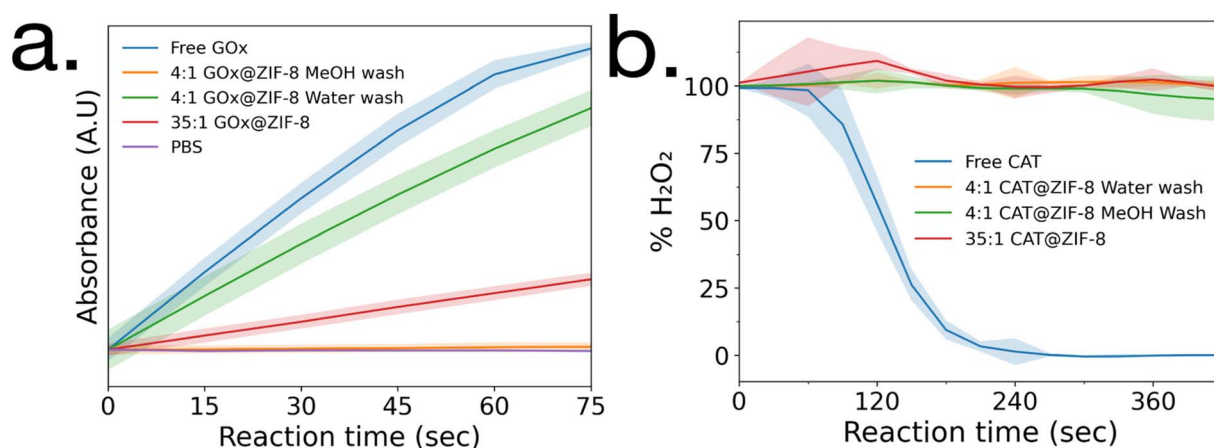 a.
Absorbance (A.U)
Free GOx
4:1 GOx@ZIF-8 MeOH wash
4:1 GOx@ZIF-8 Water wash
35:1 GOx@ZIF-8
PBS
0 15 30 45 60 75
Reaction time (sec)
b.
% H₂O₂
100
75
50
25
0
Free CAT
4:1 CAT@ZIF-8 Water wash
4:1 CAT@ZIF-8 MeOH Wash
35:1 CAT@ZIF-8
0 120 240 360
Reaction time (sec)